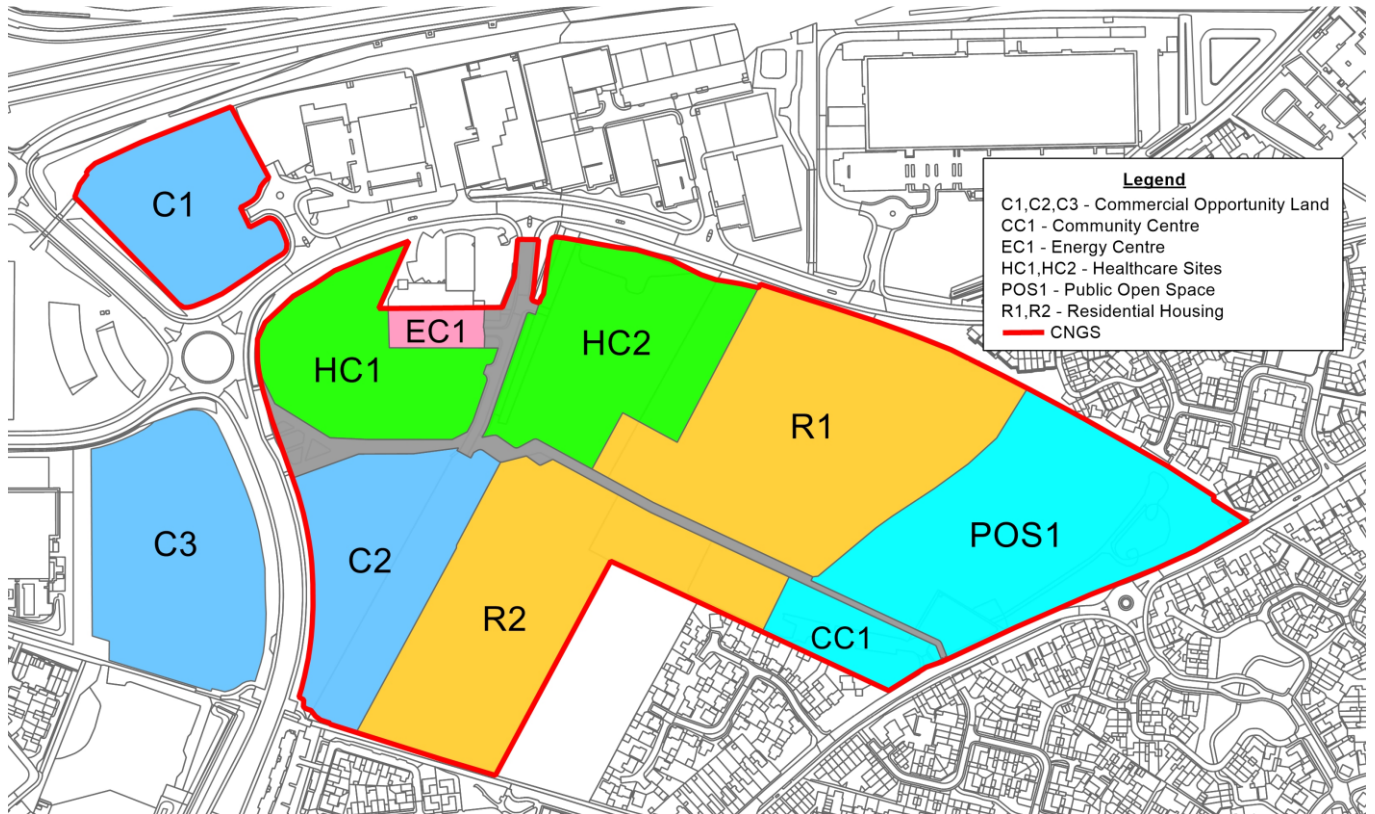 C1
Legend
C1,C2,C3 - Commercial Opportunity Land
CC1 - Community Centre
EC1 - Energy Centre
HC1,HC2 - Healthcare Sites
POS1 - Public Open Space
R1,R2 - Residential Housing
CNGS
EC1
HC2
HC1
R1
POS1
C3
C2
R2
CC1